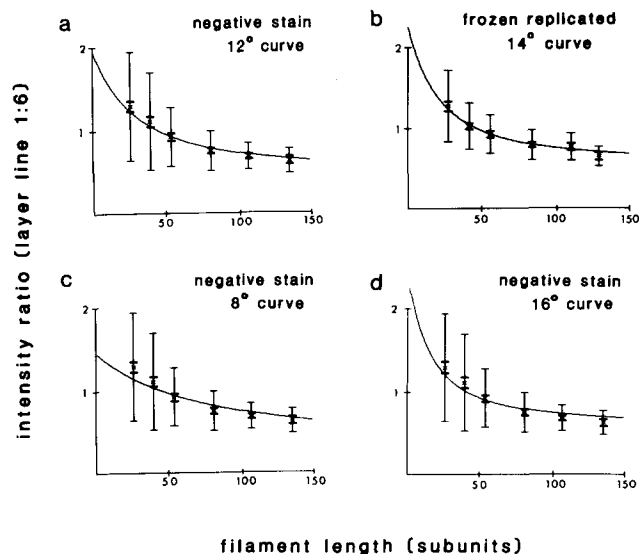 a
negative stain
12° curve
2
1
50
100
150
b
frozen replicated
14° curve
2
1
50
100
150
c
negative stain
8° curve
2
1
50
100
150
d
negative stain
16° curve
2
1
50
100
150
intensity ratio (layer line 1:6)
filament length (subunits)